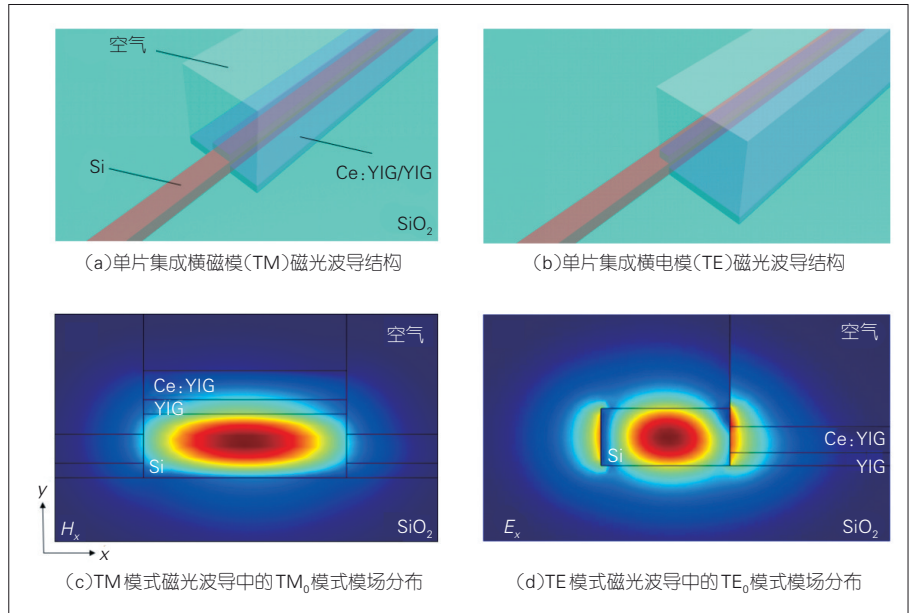 空气
Si
Ce:YIG/YIG
SiO₂
(a)单片集成横磁模(TM)磁光波导结构
(b)单片集成横电模(TE)磁光波导结构
空气
Ce:YIG
YIG
Si
y
x
Hₓ
SiO₂
(c)TM模式磁光波导中的TM₀模式模场分布
空气
Si
Ce:YIG
YIG
Eₓ
SiO₂
(d)TE模式磁光波导中的TE₀模式模场分布